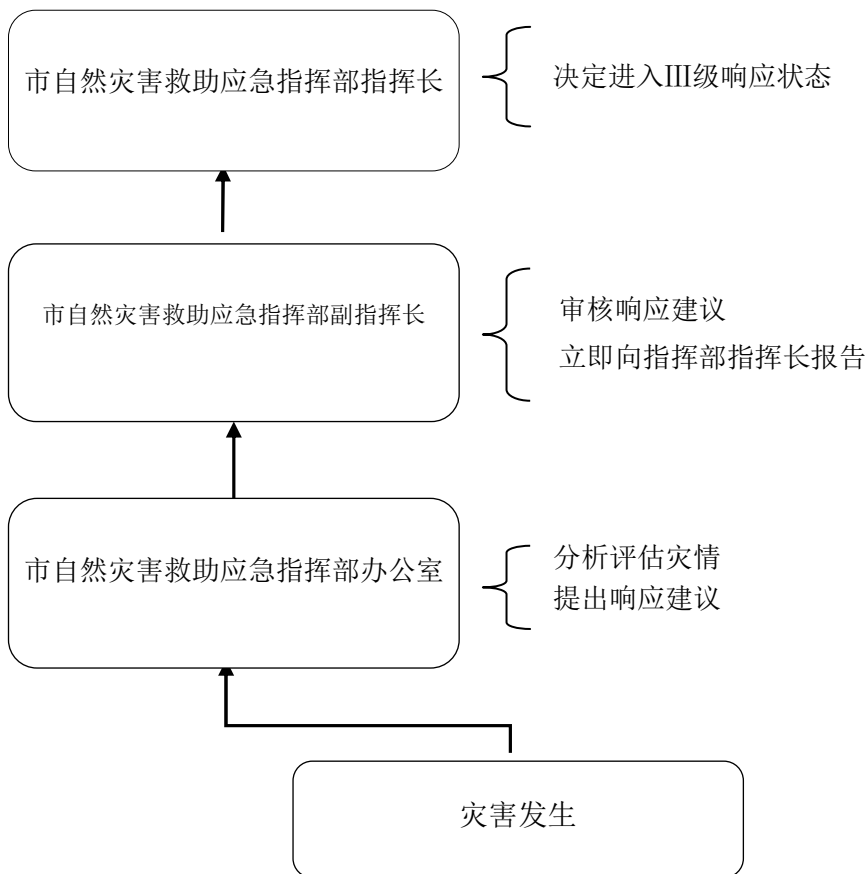 市自然灾害救助应急指挥部指挥长
决定进入Ⅲ级响应状态
市自然灾害救助应急指挥部副指挥长
审核响应建议
立即向指挥部指挥长报告
市自然灾害救助应急指挥部办公室
分析评估灾情
提出响应建议
灾害发生